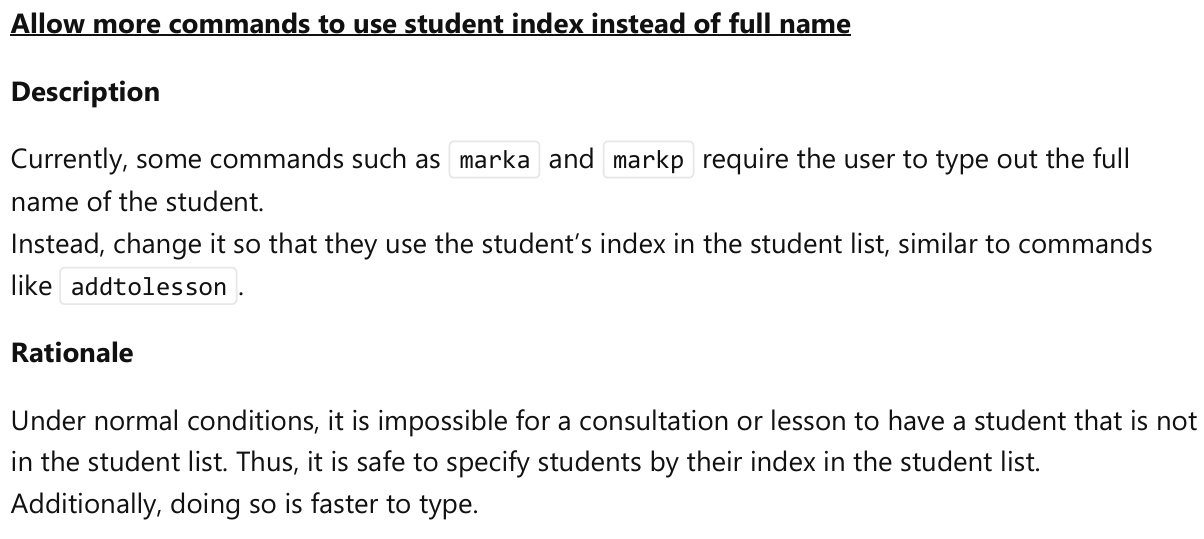 Allow more commands to use student index instead of full name
Description
Currently, some commands such as marka and markp require the user to type out the full
name of the student.
Instead, change it so that they use the student’s index in the student list, similar to commands
like addtolesson.
Rationale
Under normal conditions, it is impossible for a consultation or lesson to have a student that is not
in the student list. Thus, it is safe to specify students by their index in the student list.
Additionally, doing so is faster to type.